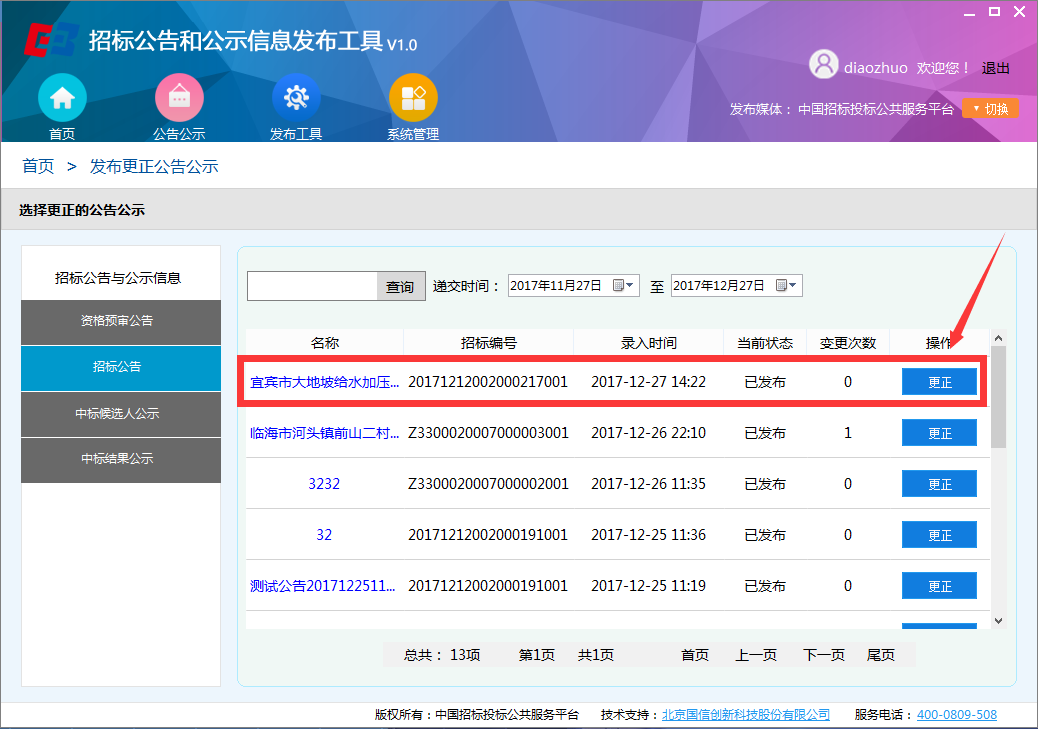 招标公告和公示信息发布工具 V1.0
diaozhuo 欢迎您！ 退出
首页 公告公示 发布工具 系统管理
发布媒体： 中国招标投标公共服务平台 切换
首页 > 发布更正公告公示
选择更正的公告公示
招标公告与公示信息
资格预审公告
招标公告
中标候选人公示
中标结果公示
查询 递交时间： 2017年11月27日 至 2017年12月27日
名称 招标编号 录入时间 当前状态 变更次数 操作
宜宾市大地坡给水加压... 20171212002000217001 2017-12-27 14:22 已发布 0 更正
临海市河头镇前山二村... Z3300020007000003001 2017-12-26 22:10 已发布 1 更正
3232 Z3300020007000002001 2017-12-26 11:35 已发布 0 更正
32 20171212002000191001 2017-12-25 11:36 已发布 0 更正
测试公告2017122511... 20171212002000191001 2017-12-25 11:19 已发布 0 更正
总共： 13项 第1页 共1页 首页 上一页 下一页 尾页
版权所有：中国招标投标公共服务平台 技术支持：北京国信创新科技股份有限公司 服务电话：400-0809-508